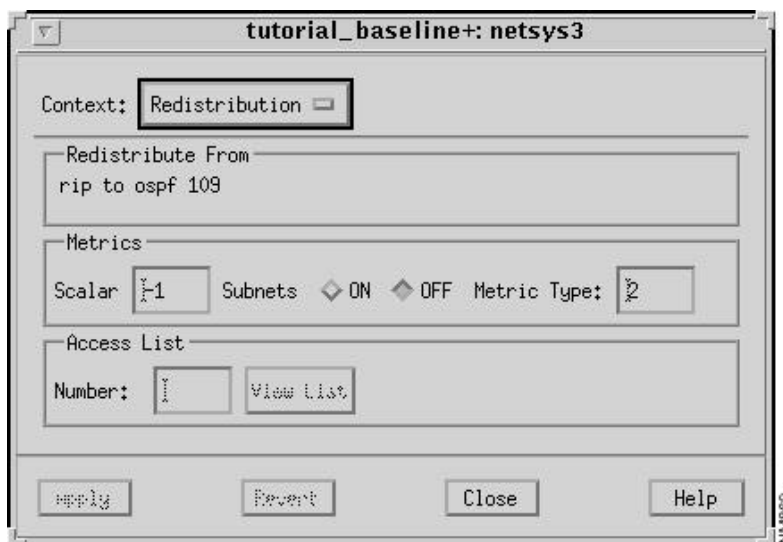 tutorial_baseline+: netsys3
Context: Redistribution
Redistribute From
rip to ospf 109
Metrics
Scalar -1 Subnets ON OFF Metric Type: 2
Access List
Number: View List
Apply Revert Close Help